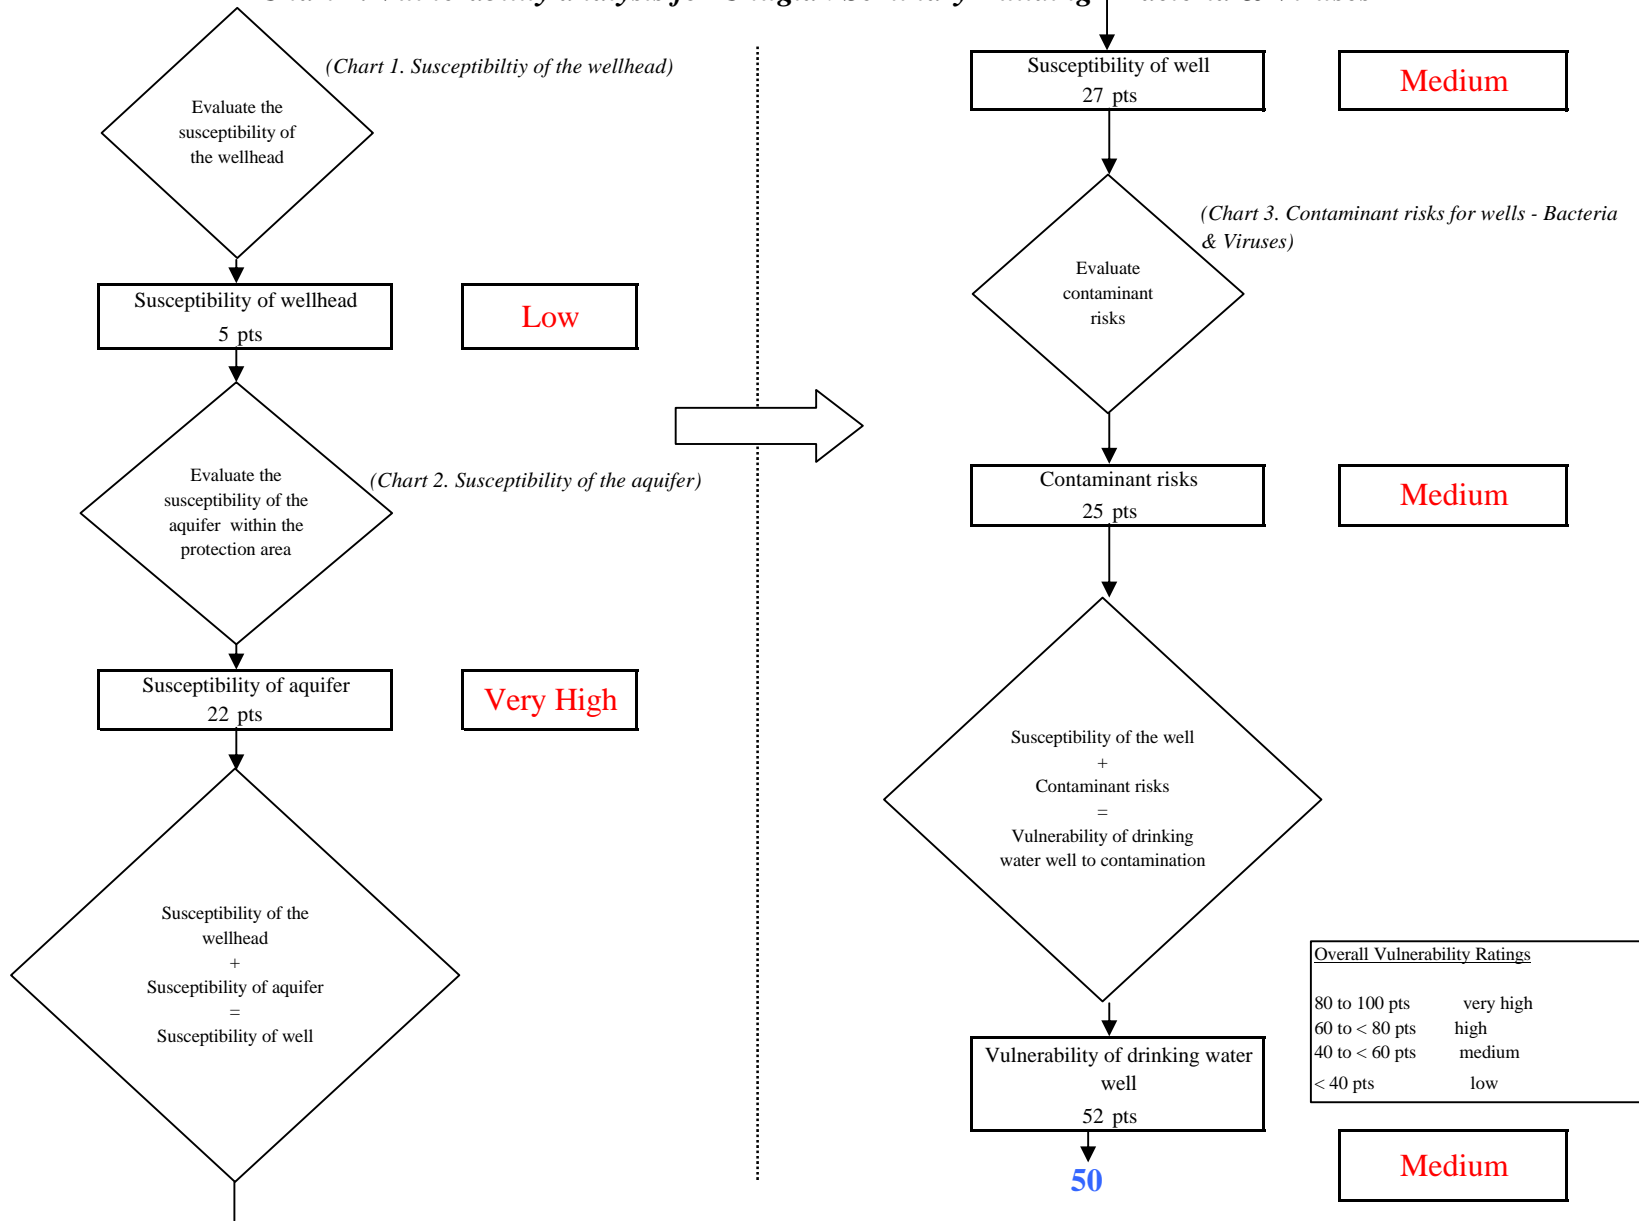 (Chart 1. Susceptibiltiy of the wellhead)
Evaluate the
susceptibility of
the wellhead
Susceptibility of wellhead
5 pts
Low
Evaluate the
susceptibility of the
aquifer within the
protection area
(Chart 2. Susceptibility of the aquifer)
Susceptibility of aquifer
22 pts
Very High
Susceptibility of the
wellhead
+
Susceptibility of aquifer
=
Susceptibility of well
Susceptibility of well
27 pts
Medium
(Chart 3. Contaminant risks for wells - Bacteria
& Viruses)
Evaluate
contaminant
risks
Contaminant risks
25 pts
Medium
Susceptibility of the well
+
Contaminant risks
=
Vulnerability of drinking
water well to contamination
Overall Vulnerability Ratings
80 to 100 pts very high
60 to < 80 pts high
40 to < 60 pts medium
< 40 pts low
Vulnerability of drinking water
well
52 pts
50
Medium